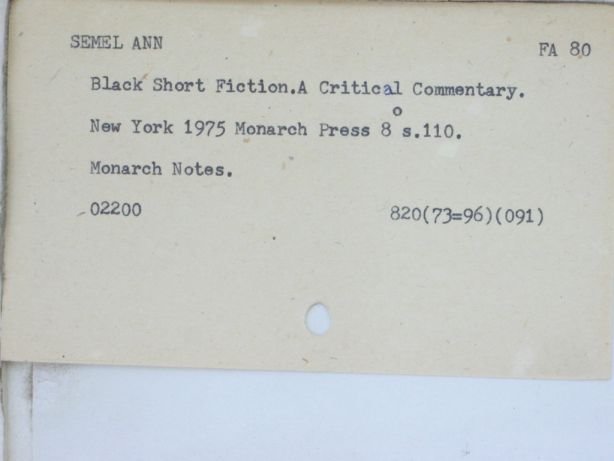 SEMEL ANN FA 80
Black Short Fiction.A Critical Commentary.
New York 1975 Monarch Press 8° s.110.
Monarch Notes.
02200 820(73=96)(091)